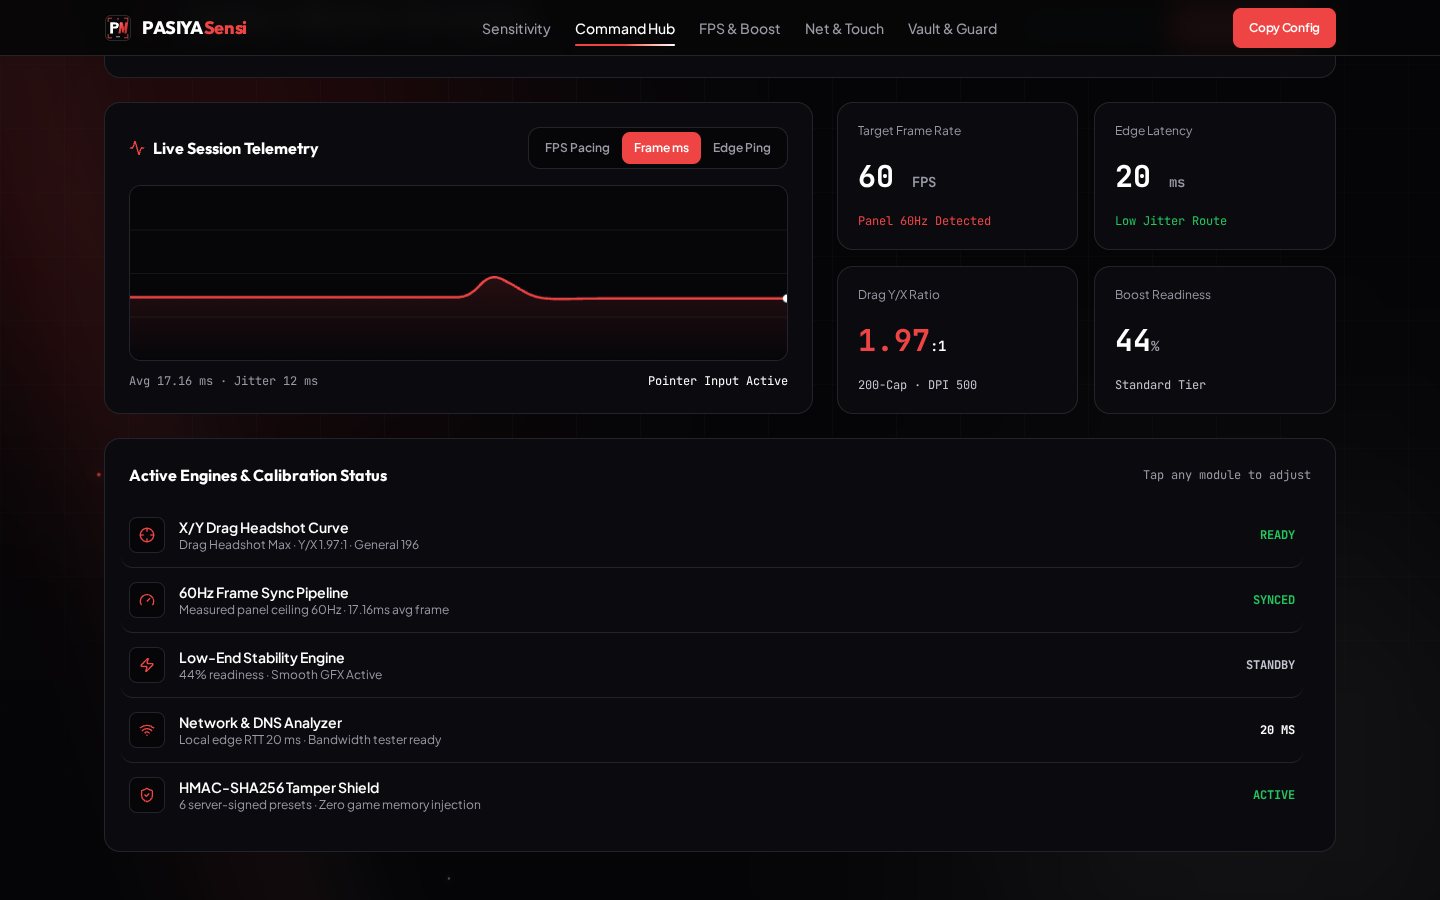 PM PASIYA Sensi
Sensitivity
Command Hub
FPS & Boost
Net & Touch
Vault & Guard
Copy Config
Live Session Telemetry
FPS Pacing
Frame ms
Edge Ping
Avg 17.16 ms · Jitter 12 ms
Pointer Input Active
Target Frame Rate
60 FPS
Panel 60Hz Detected
Edge Latency
20 ms
Low Jitter Route
Drag Y/X Ratio
1.97:1
200-Cap · DPI 500
Boost Readiness
44%
Standard Tier
Active Engines & Calibration Status
Tap any module to adjust
X/Y Drag Headshot Curve
Drag Headshot Max · Y/X 1.97:1 · General 196
READY
60Hz Frame Sync Pipeline
Measured panel ceiling 60Hz · 17.16ms avg frame
SYNCED
Low-End Stability Engine
44% readiness · Smooth GFX Active
STANDBY
Network & DNS Analyzer
Local edge RTT 20 ms · Bandwidth tester ready
20 MS
HMAC-SHA256 Tamper Shield
6 server-signed presets · Zero game memory injection
ACTIVE